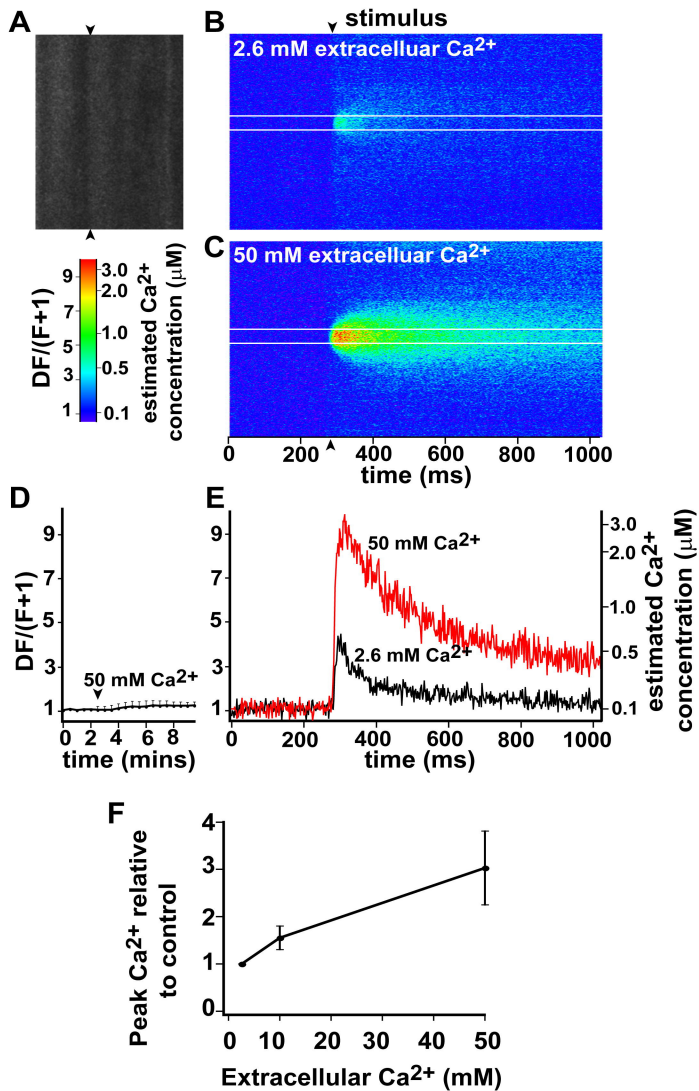 A
B
stimulus
2.6 mM extracelluar Ca2+
C
50 mM extracelluar Ca2+
9
7
5
3
1
DF/(F+1)
3.0
2.0
1.0
0.5
0.1
estimated Ca2+
concentration (μM)
0 200 400 600 800 1000
time (ms)
D
9
7
5
3
1
DF/(F+1)
50 mM Ca2+
0 2 4 6 8
time (mins)
E
9
7
5
3
1
50 mM Ca2+
2.6 mM Ca2+
3.0
2.0
1.0
0.5
0.1
estimated Ca2+
concentration (μM)
0 200 400 600 800 1000
time (ms)
F
4
3
2
1
0
Peak Ca2+ relative
to control
0 10 20 30 40 50
Extracellular Ca2+ (mM)